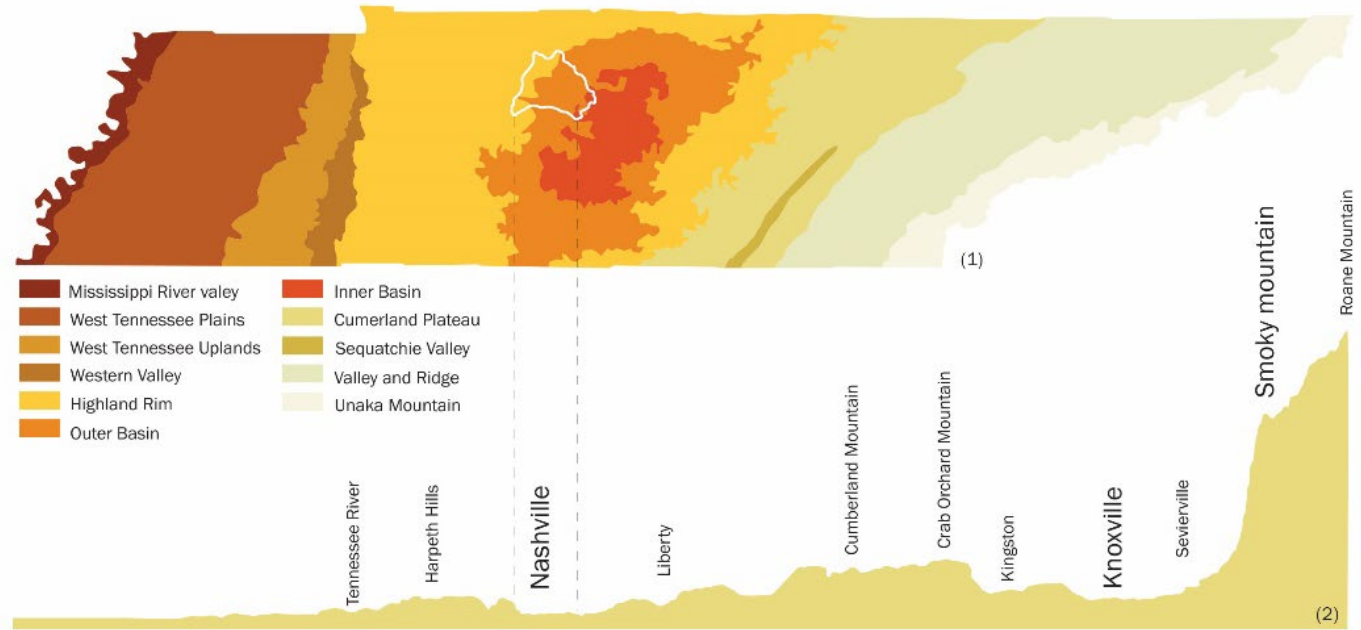 (1)
Mississippi River valey
West Tennessee Plains
West Tennessee Uplands
Western Valley
Highland Rim
Outer Basin
Inner Basin
Cumerland Plateau
Sequatchie Valley
Valley and Ridge
Unaka Mountain
Tennessee River
Harpeth Hills
Nashville
Liberty
Cumberland Mountain
Crab Orchard Mountain
Kingston
Knoxville
Sevierville
Smoky mountain
Roane Mountain
(2)